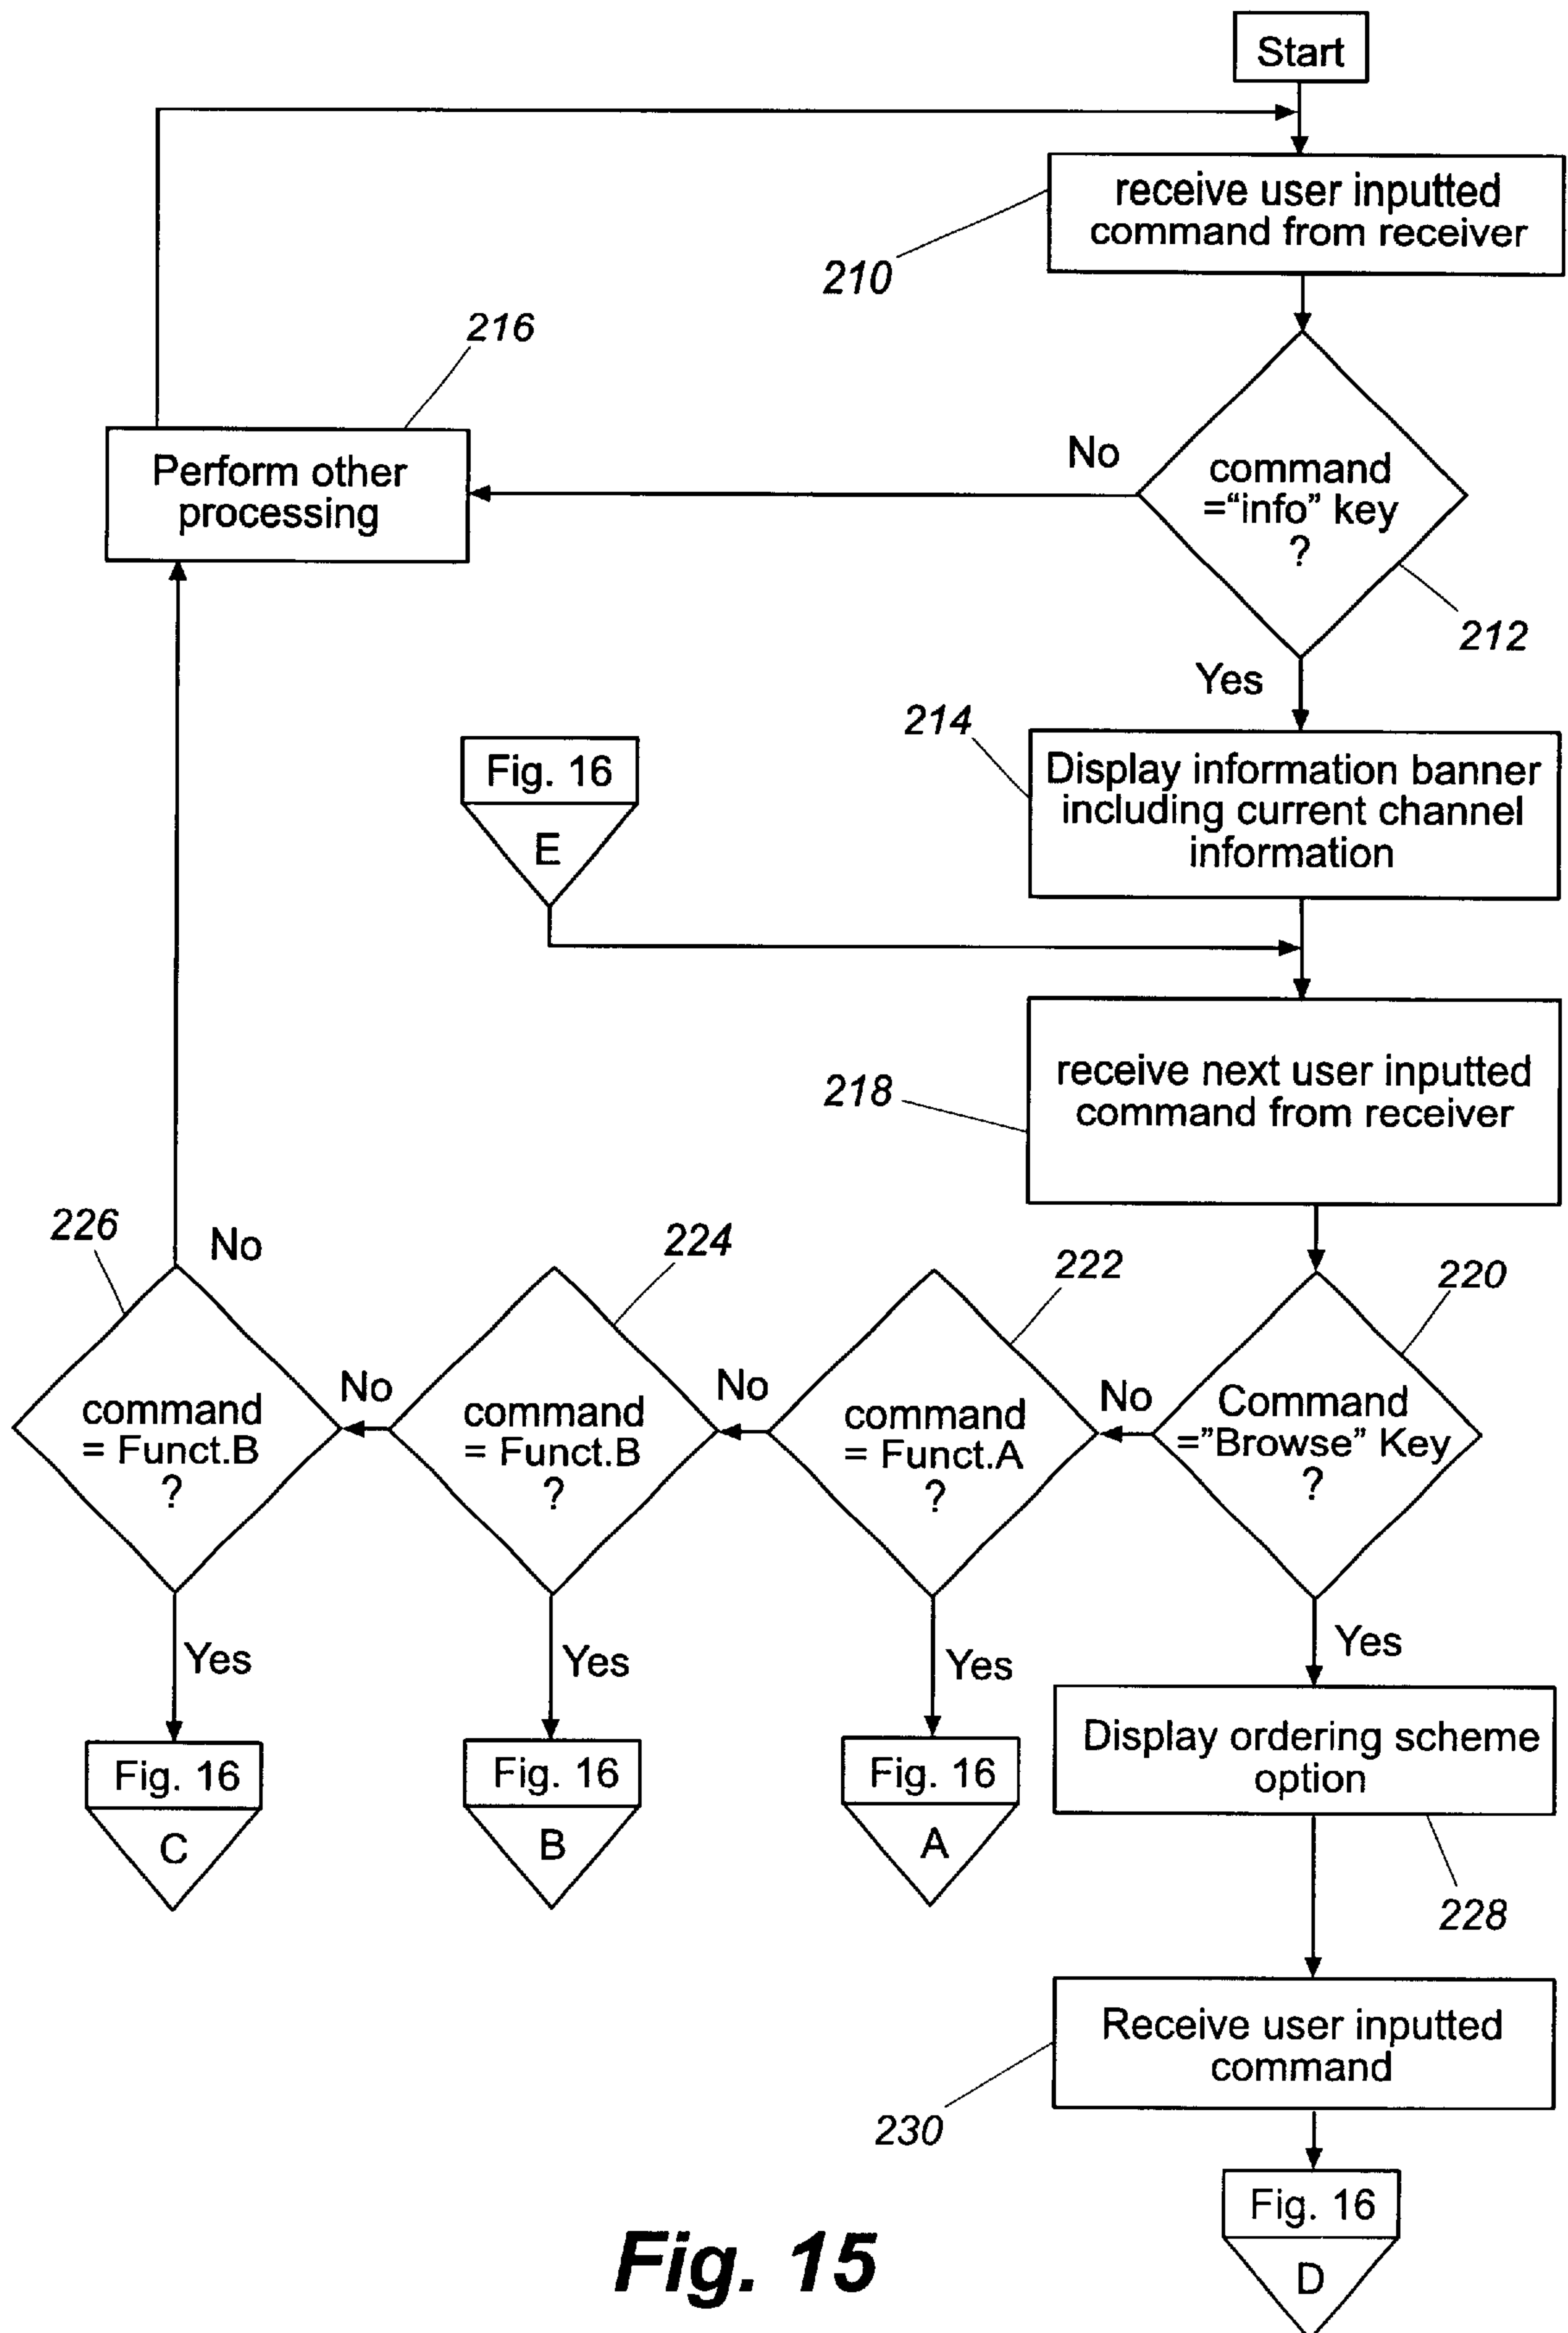 Start
receive user inputted
command from receiver
210
216
Perform other
processing
No
command
="info" key
?
212
Yes
214
Display information banner
including current channel
information
Fig. 16
E
218
receive next user inputted
command from receiver
226
No
224
222
220
command
= Funct.B
?
No
command
= Funct.B
?
No
command
= Funct.A
?
No
Command
="Browse" Key
?
Yes
Yes
Yes
Yes
Fig. 16
C
Fig. 16
B
Fig. 16
A
Display ordering scheme
option
228
Receive user inputted
command
230
Fig. 16
D
Fig. 15